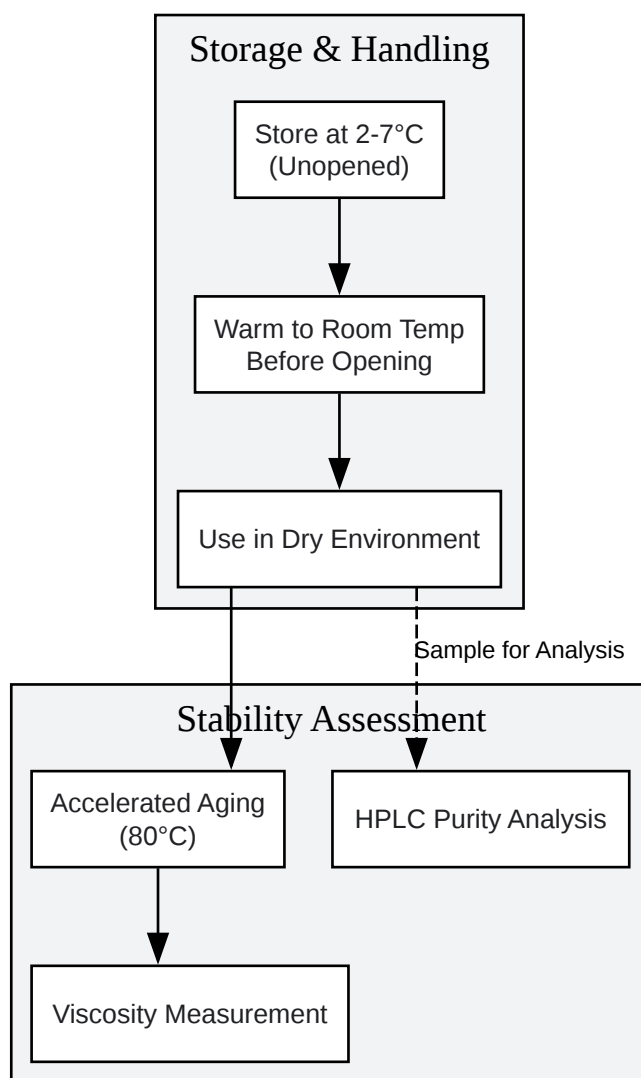 Storage & Handling
Store at 2-7°C
(Unopened)
Warm to Room Temp
Before Opening
Use in Dry Environment
Sample for Analysis
Stability Assessment
Accelerated Aging
(80°C)
HPLC Purity Analysis
Viscosity Measurement